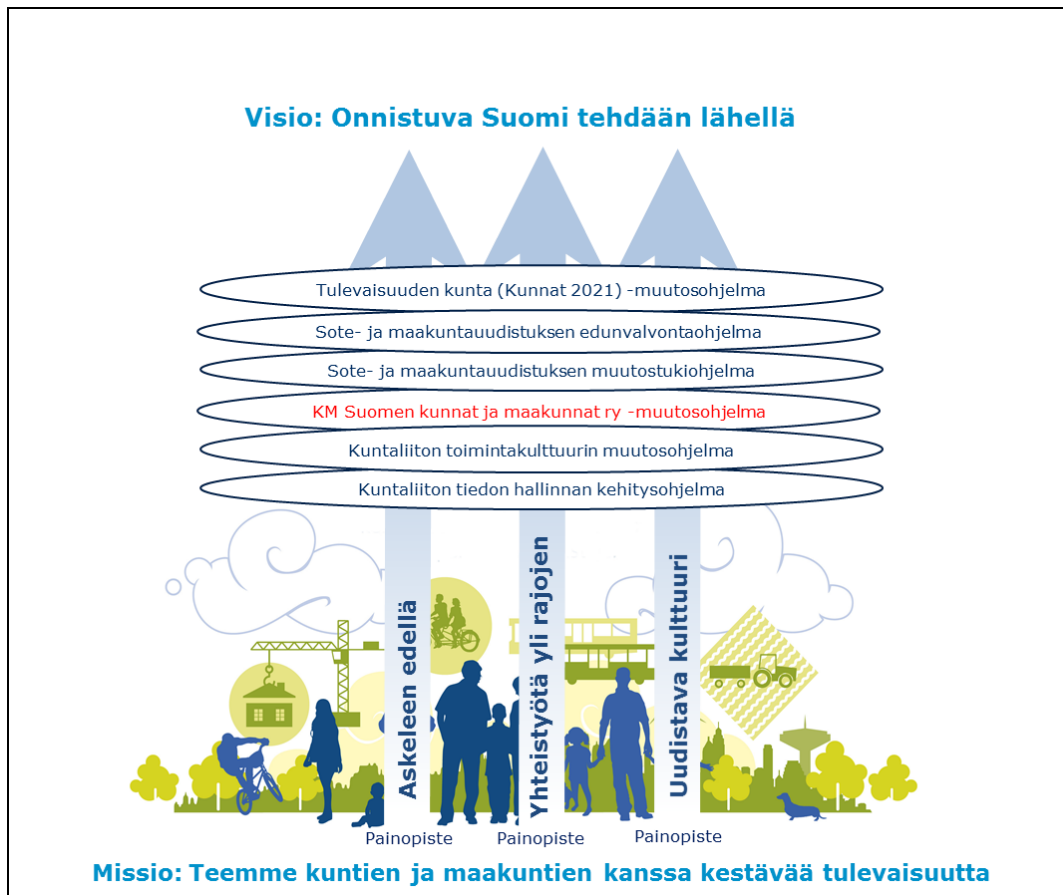 Visio: Onnistuva Suomi tehdään lähellä
Tulevaisuuden kunta (Kunnat 2021) -muutosohjelma
Sote- ja maakuntauudistuksen edunvalvontaohjelma
Sote- ja maakuntauudistuksen muutostukiohjelma
KM Suomen kunnat ja maakunnat ry -muutosohjelma
Kuntaliiton toimintakulttuurin muutosohjelma
Kuntaliiton tiedon hallinnan kehitysohjelma
Askeleen edellä
Yhteistyötä yli rajojen
Uudistava kulttuuri
Painopiste
Painopiste
Painopiste
Missio: Teemme kuntien ja maakuntien kanssa kestävää tulevaisuutta